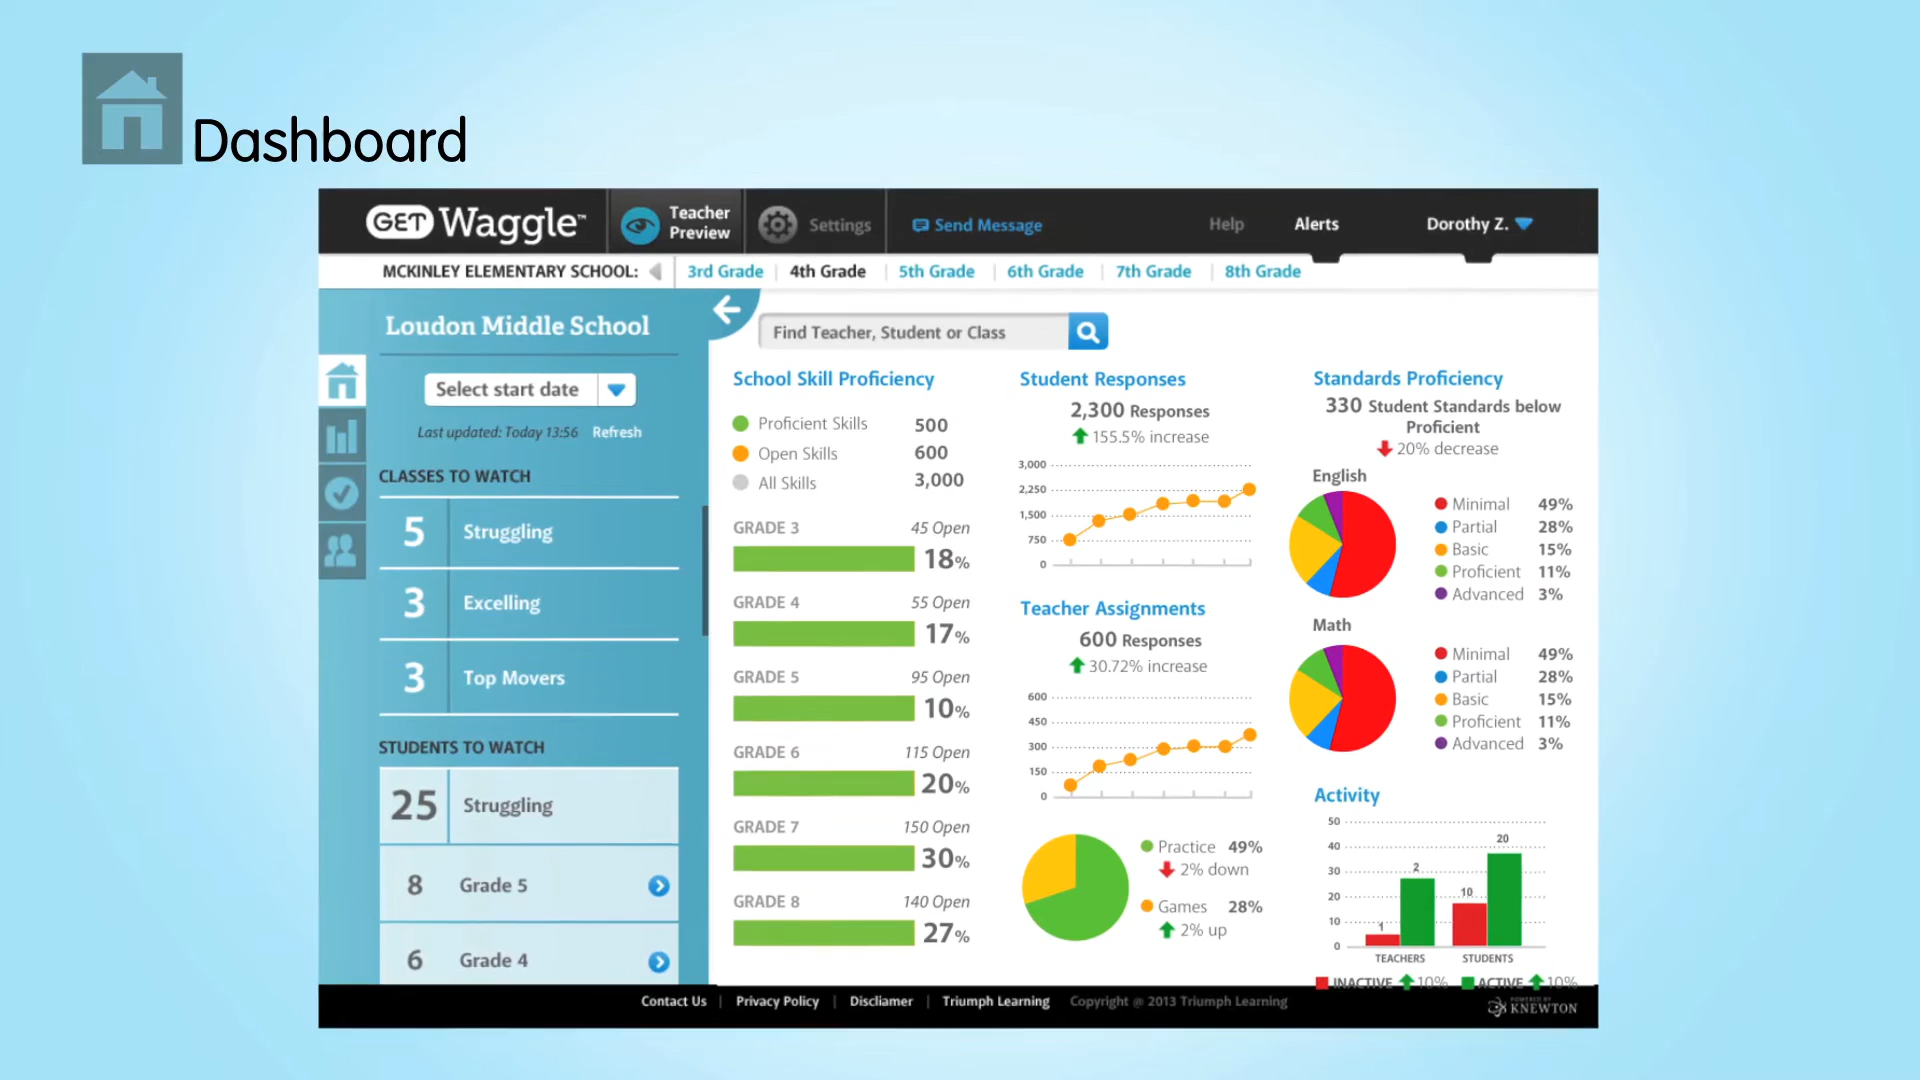 Dashboard
GET Waggle™
Teacher Preview
Settings
Send Message
Help
Alerts
Dorothy Z.
MCKINLEY ELEMENTARY SCHOOL:
3rd Grade
4th Grade
5th Grade
6th Grade
7th Grade
8th Grade
Loudon Middle School
Select start date
Last updated: Today 13:56 Refresh
CLASSES TO WATCH
5 Struggling
3 Excelling
3 Top Movers
STUDENTS TO WATCH
25 Struggling
8 Grade 5
6 Grade 4
Find Teacher, Student or Class
School Skill Proficiency
Proficient Skills 500
Open Skills 600
All Skills 3,000
GRADE 3 45 Open
18%
GRADE 4 55 Open
17%
GRADE 5 95 Open
10%
GRADE 6 115 Open
20%
GRADE 7 150 Open
30%
GRADE 8 140 Open
27%
Student Responses
2,300 Responses
155.5% increase
3,000
2,250
1,500
750
0
Teacher Assignments
600 Responses
30.72% increase
600
450
300
150
0
Practice 49%
2% down
Games 28%
2% up
Standards Proficiency
330 Student Standards below
Proficient
20% decrease
English
Minimal 49%
Partial 28%
Basic 15%
Proficient 11%
Advanced 3%
Math
Minimal 49%
Partial 28%
Basic 15%
Proficient 11%
Advanced 3%
Activity
50
40
30
20
10
0
1
2
10
20
TEACHERS STUDENTS
INACTIVE 10% ACTIVE 10%
Contact Us | Privacy Policy | Discliamer | Triumph Learning Copyright @ 2013 Triumph Learning
POWERED BY
KNEWTON